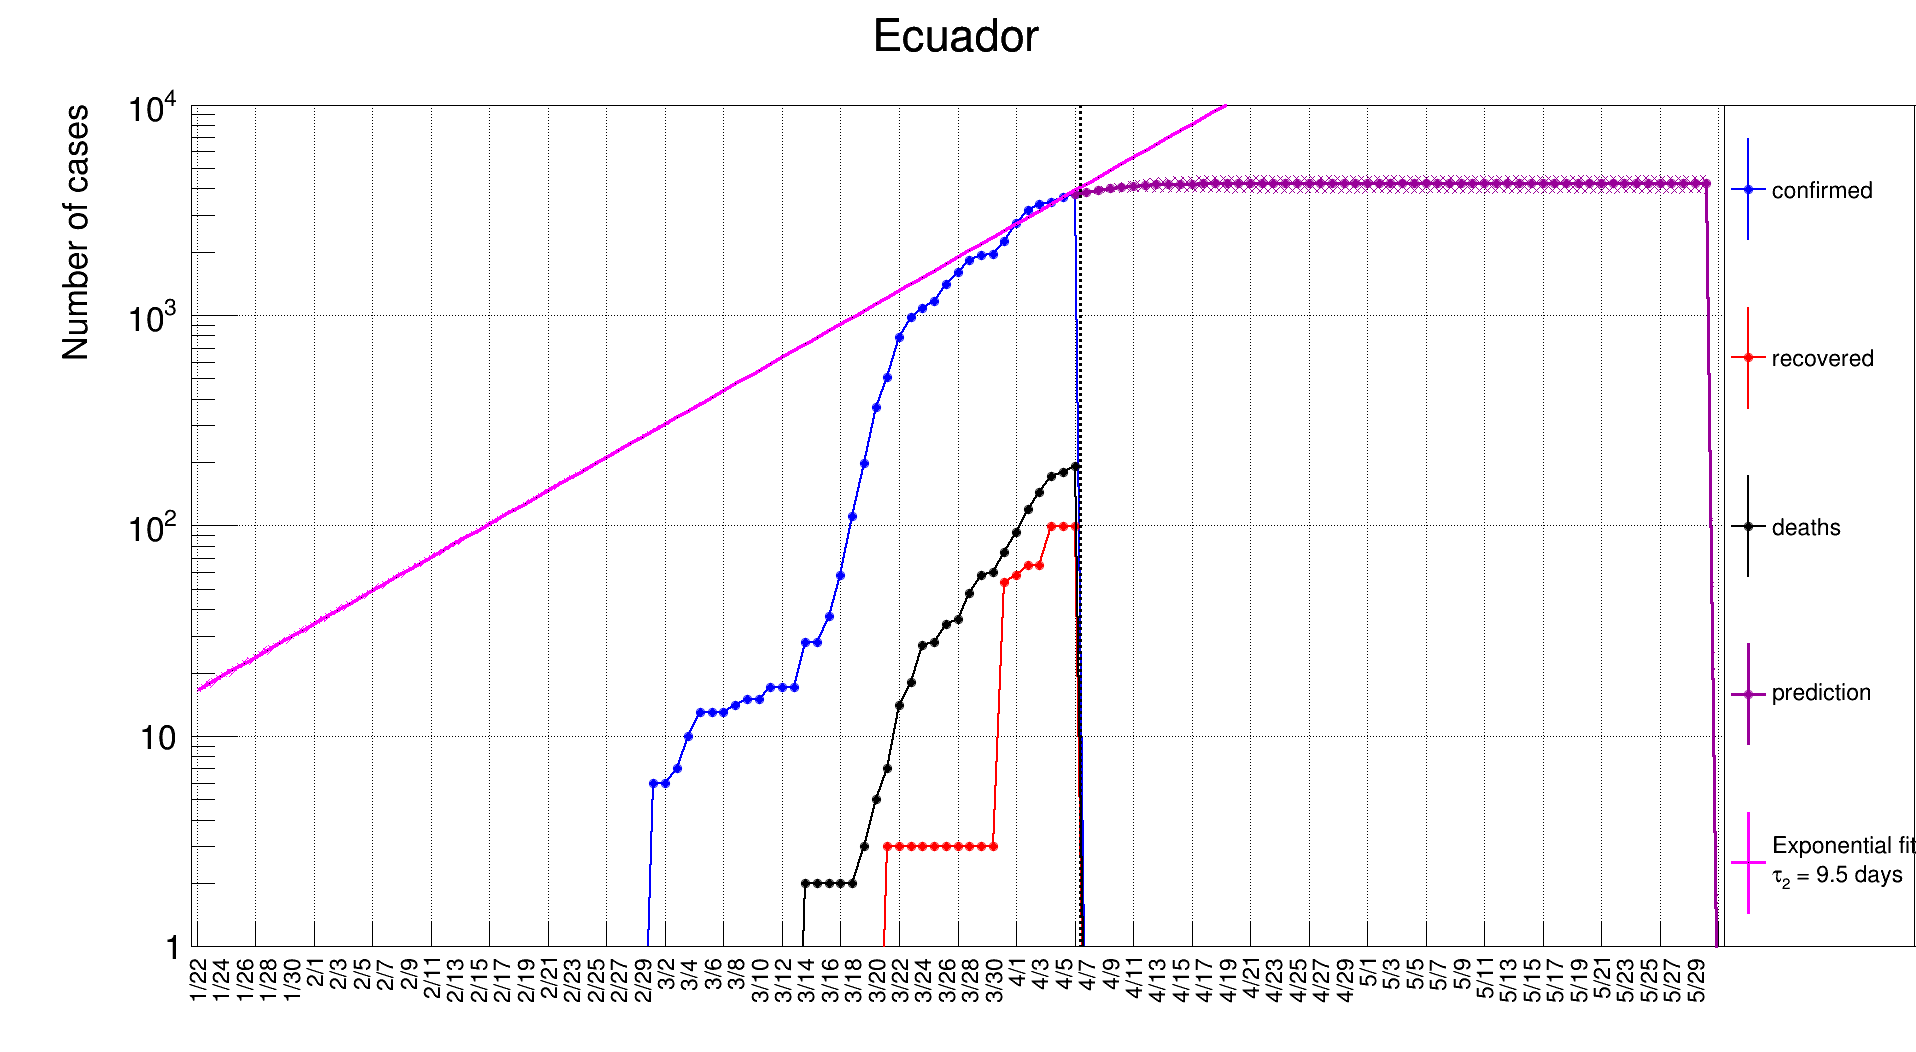 Ecuador
Number of cases
10^4
10^3
10^2
10
1
1/22 1/24 1/26 1/28 1/30 2/1 2/3 2/5 2/7 2/9 2/11 2/13 2/15 2/17 2/19 2/21 2/23 2/25 2/27 2/29 3/2 3/4 3/6 3/8 3/10 3/12 3/14 3/16 3/18 3/20 3/22 3/24 3/26 3/28 3/30 4/1 4/3 4/5 4/7 4/9 4/11 4/13 4/15 4/17 4/19 4/21 4/23 4/25 4/27 4/29 5/1 5/3 5/5 5/7 5/9 5/11 5/13 5/15 5/17 5/19 5/21 5/23 5/25 5/27 5/29
confirmed
recovered
deaths
prediction
Exponential fit
τ₂ = 9.5 days